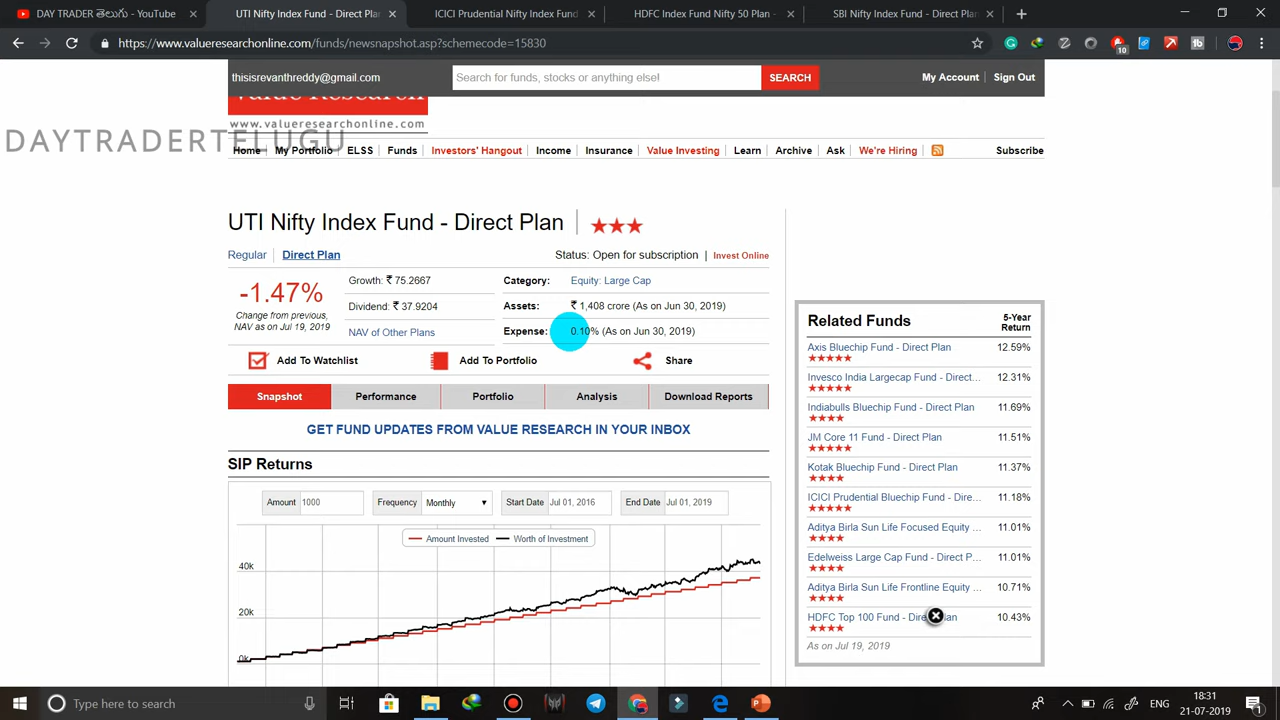 DAY TRADER తెలుగు - YouTube
UTI Nifty Index Fund - Direct Pla
ICICI Prudential Nifty Index Fund
HDFC Index Fund Nifty 50 Plan -
SBI Nifty Index Fund - Direct Plan
https://www.valueresearchonline.com/funds/newsnapshot.asp?schemecode=15830
10
thisisrevanthreddy@gmail.com
Search for funds, stocks or anything else!
SEARCH
My Account
Sign Out
Value Research
www.valueresearchonline.com
DAYTRADERTELUGU
Home
My Portfolio
ELSS
Funds
Investors' Hangout
Income
Insurance
Value Investing
Learn
Archive
Ask
We're Hiring
Subscribe
UTI Nifty Index Fund - Direct Plan
Regular
Direct Plan
Status: Open for subscription | Invest Online
-1.47%
Change from previous,
NAV as on Jul 19, 2019
Growth: ₹ 75.2667
Dividend: ₹ 37.9204
NAV of Other Plans
Category: Equity: Large Cap
Assets: ₹ 1,408 crore (As on Jun 30, 2019)
Expense: 0.10% (As on Jun 30, 2019)
Add To Watchlist
Add To Portfolio
Share
Snapshot
Performance
Portfolio
Analysis
Download Reports
GET FUND UPDATES FROM VALUE RESEARCH IN YOUR INBOX
SIP Returns
Amount 1000
Frequency Monthly
Start Date Jul 01, 2016
End Date Jul 01, 2019
Amount Invested
Worth of Investment
40k
20k
0k
Related Funds
5-Year
Return
Axis Bluechip Fund - Direct Plan 12.59%
Invesco India Largecap Fund - Direct... 12.31%
Indiabulls Bluechip Fund - Direct Plan 11.69%
JM Core 11 Fund - Direct Plan 11.51%
Kotak Bluechip Fund - Direct Plan 11.37%
ICICI Prudential Bluechip Fund - Dire... 11.18%
Aditya Birla Sun Life Focused Equity ... 11.01%
Edelweiss Large Cap Fund - Direct P... 11.01%
Aditya Birla Sun Life Frontline Equity ... 10.71%
HDFC Top 100 Fund - Direct Plan 10.43%
As on Jul 19, 2019
Type here to search
ENG
18:31
21-07-2019
1